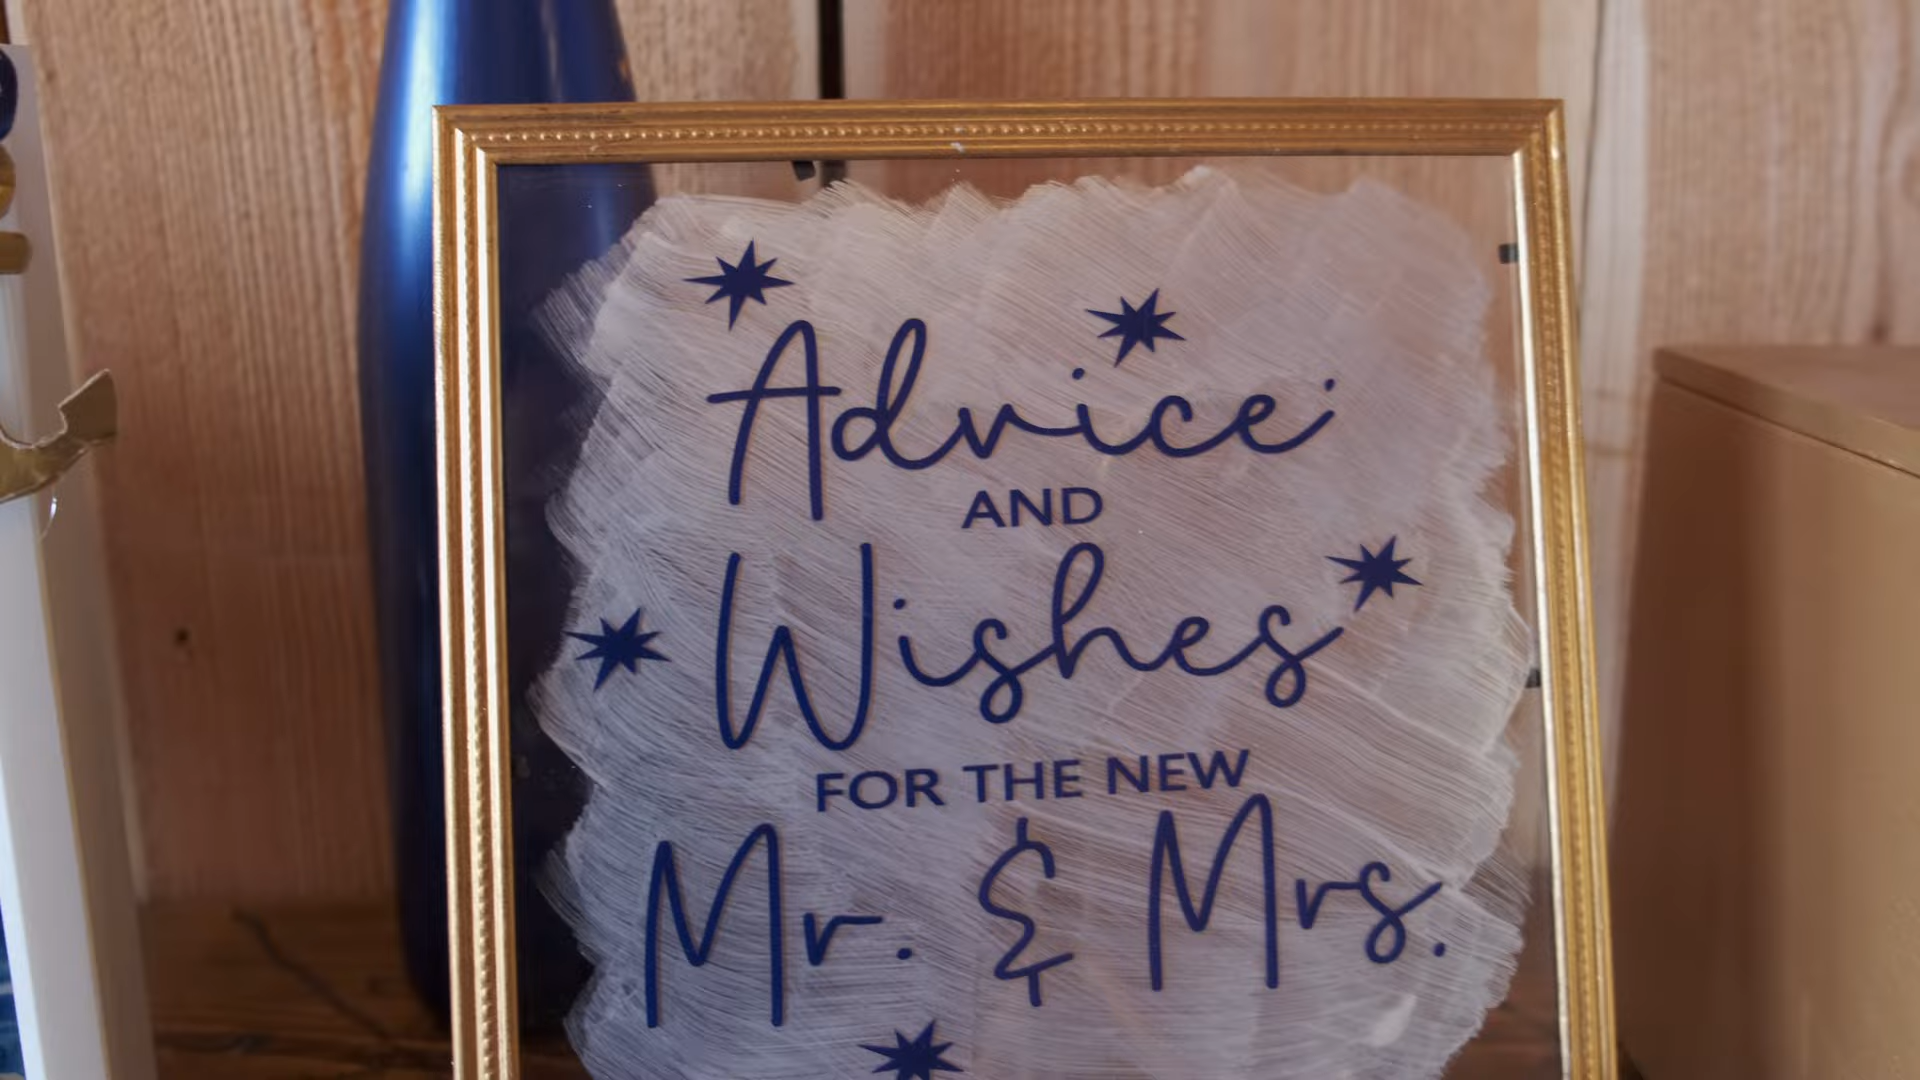 Advice
AND
Wishes
FOR THE NEW
Mr. & Mrs.